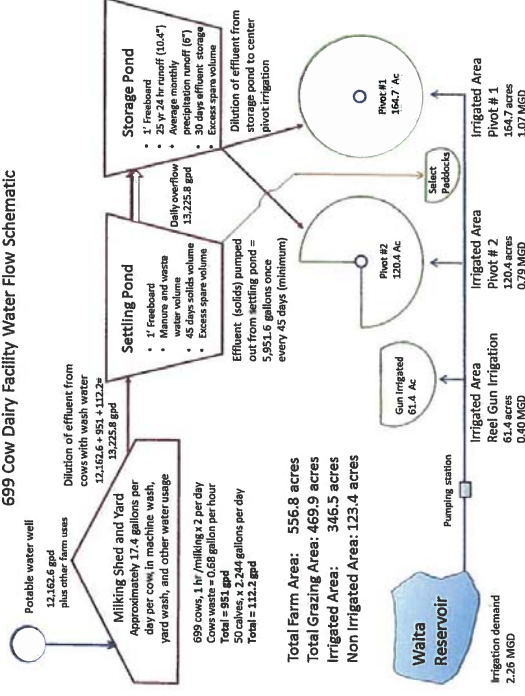 699 Cow Dairy Facility Water Flow Schematic
Potable water well
12,162.6 gpd
plus other farm uses
Milking Shed and Yard
Approximately 17.4 gallons per
day per cow, in machine wash,
yard wash, and other water usage
Dilution of effluent from
cows with wash water
12,162.6 + 951 + 112.2=
13,225.8 gpd
Settling Pond
• 1' Freeboard
• Manure and waste
water volume
• 45 days solids volume
• Excess spare volume
Daily overflow
13,225.8 gpd
Storage Pond
• 1' Freeboard
• 25 yr 24 hr runoff (10.4")
• Average monthly
precipitation runoff (6")
• 30 days effluent storage
• Excess spare volume
699 cows, 1 hr /milking x 2 per day
Cows waste = 0.68 gallon per hour
Total = 951 gpd
50 calves, x 2.244 gallons per day
Total = 112.2 gpd
Effluent (solids) pumped
out from settling pond =
5,951.6 gallons once
every 45 days (minimum)
Dilution of effluent from
storage pond to center
pivot irrigation
Total Farm Area: 556.8 acres
Total Grazing Area: 469.9 acres
Irrigated Area: 346.5 acres
Non Irrigated Area: 123.4 acres
Gun Irrigated
61.4 Ac
Pivot #2
120.4 Ac
Select
Paddocks
Pivot #1
164.7 Ac
Waita
Reservoir
Pumping station
Irrigation demand
2.26 MGD
Irrigated Area
Reel Gun Irrigation
61.4 acres
0.40 MGD
Irrigated Area
Pivot # 2
120.4 acres
0.79 MGD
Irrigated Area
Pivot # 1
164.7 acres
1.07 MGD